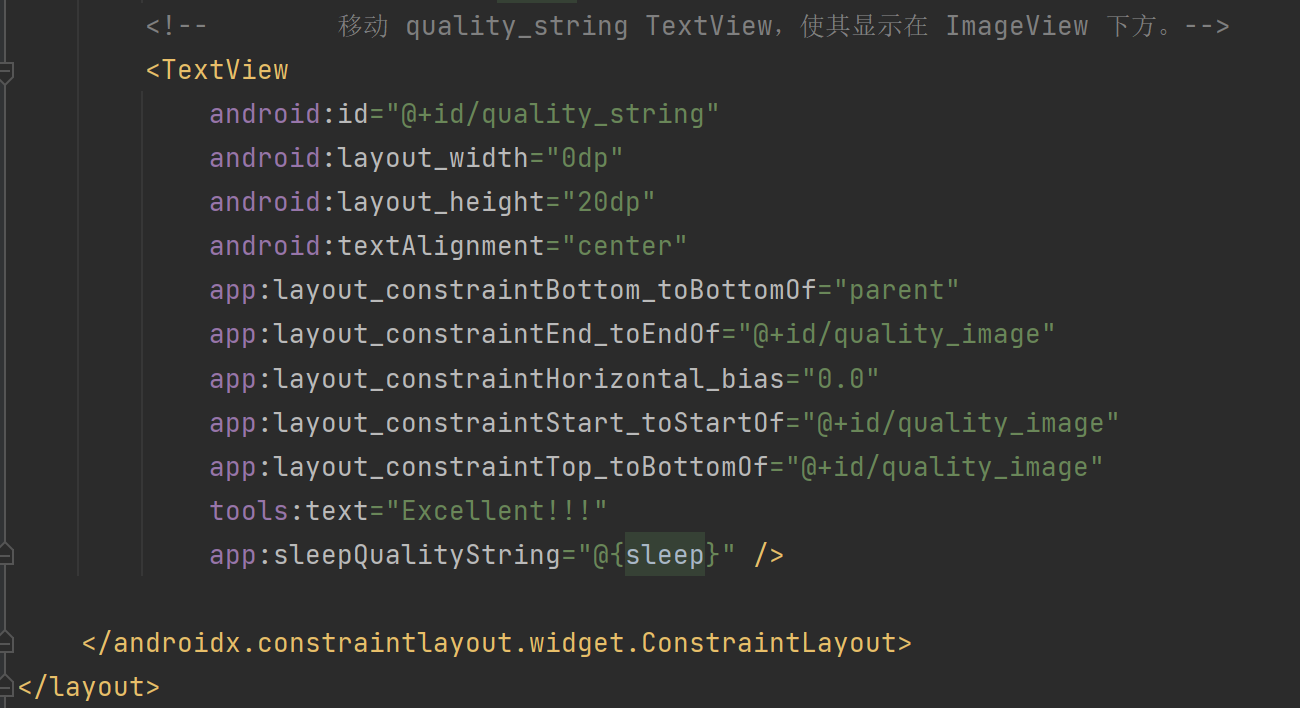 <!--        移动 quality_string TextView，使其显示在 ImageView 下方。-->
<TextView
android:id="@+id/quality_string"
android:layout_width="0dp"
android:layout_height="20dp"
android:textAlignment="center"
app:layout_constraintBottom_toBottomOf="parent"
app:layout_constraintEnd_toEndOf="@+id/quality_image"
app:layout_constraintHorizontal_bias="0.0"
app:layout_constraintStart_toStartOf="@+id/quality_image"
app:layout_constraintTop_toBottomOf="@+id/quality_image"
tools:text="Excellent!!!"
app:sleepQualityString="@{sleep}" />
</androidx.constraintlayout.widget.ConstraintLayout>
</layout>